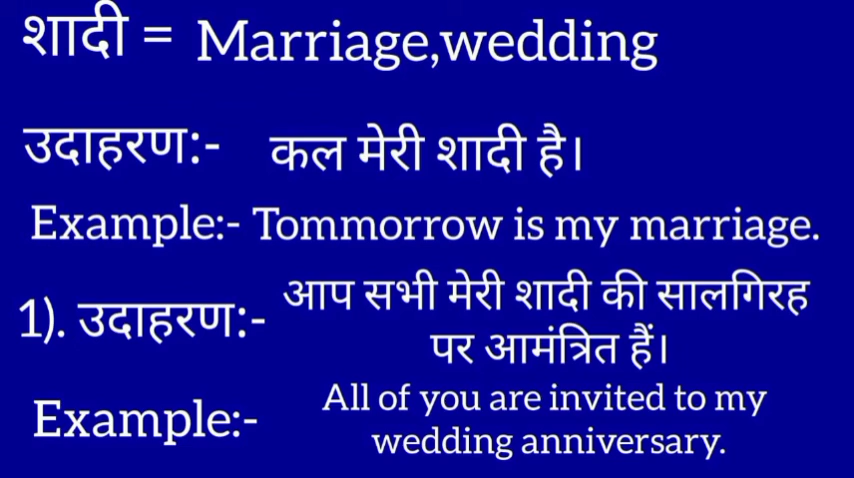 शादी = Marriage,wedding
उदाहरण:- कल मेरी शादी है।
Example:- Tommorrow is my marriage.
1). उदाहरण:- आप सभी मेरी शादी की सालगिरह
पर आमंत्रित हैं।
Example:- All of you are invited to my
wedding anniversary.